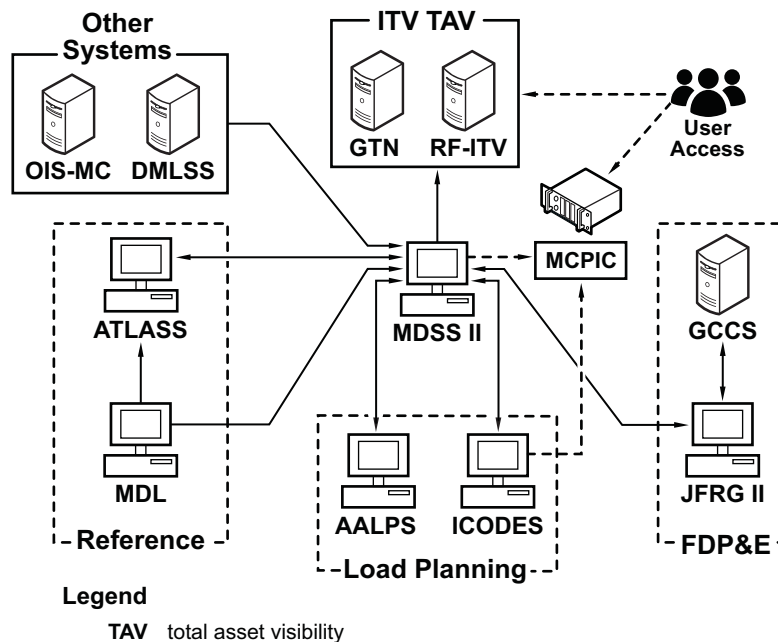 Other
Systems
OIS-MC
DMLSS
ITV TAV
GTN
RF-ITV
User
Access
MCPIC
ATLASS
MDSS II
GCCS
MDL
AALPS
ICODES
JFRG II
Reference
Load Planning
FDP&E
Legend
TAV total asset visibility